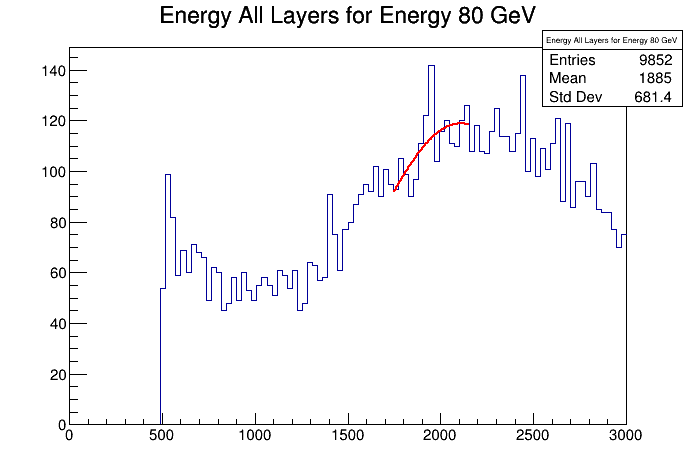 Energy All Layers for Energy 80 GeV
Energy All Layers for Energy 80 GeV
Entries 9852
Mean 1885
Std Dev 681.4
140
120
100
80
60
40
20
0
0 500 1000 1500 2000 2500 3000